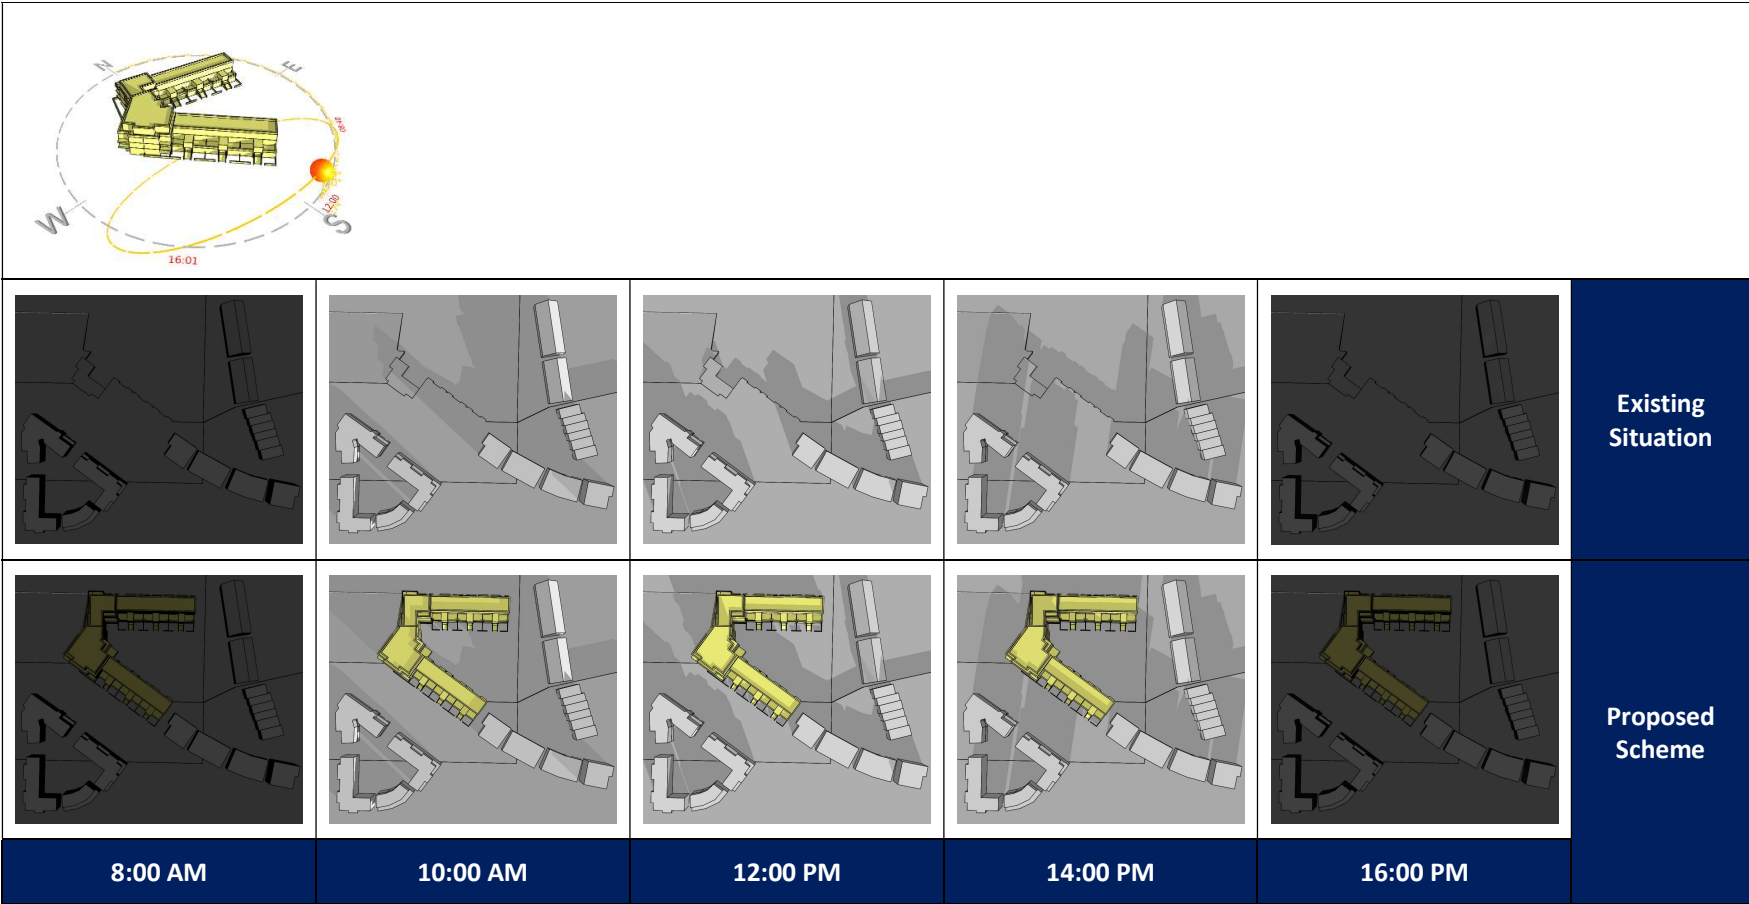 N
E
W
12:00
S
16:01
Existing
Situation
Proposed
Scheme
8:00 AM
10:00 AM
12:00 PM
14:00 PM
16:00 PM